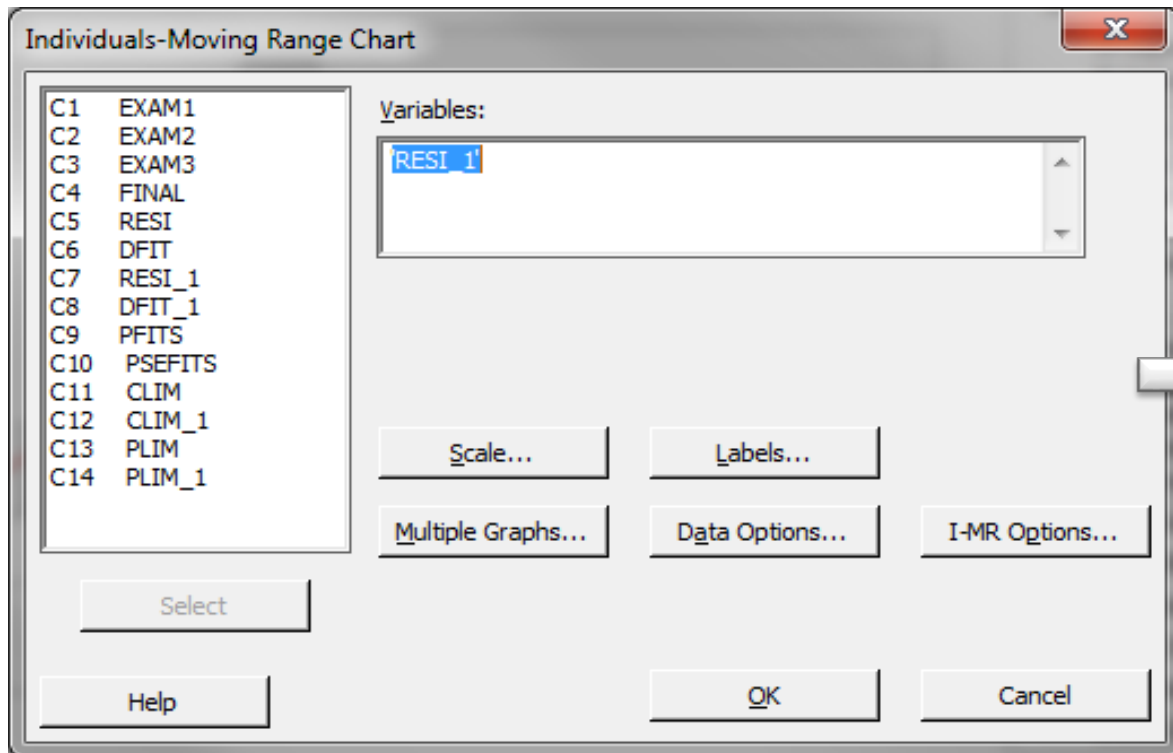 Individuals-Moving Range Chart
C1 EXAM1
C2 EXAM2
C3 EXAM3
C4 FINAL
C5 RESI
C6 DFIT
C7 RESI_1
C8 DFIT_1
C9 PFITS
C10 PSEFITS
C11 CLIM
C12 CLIM_1
C13 PLIM
C14 PLIM_1
Variables:
'RESI_1'
Scale...
Labels...
Multiple Graphs...
Data Options...
I-MR Options...
Select
Help
OK
Cancel